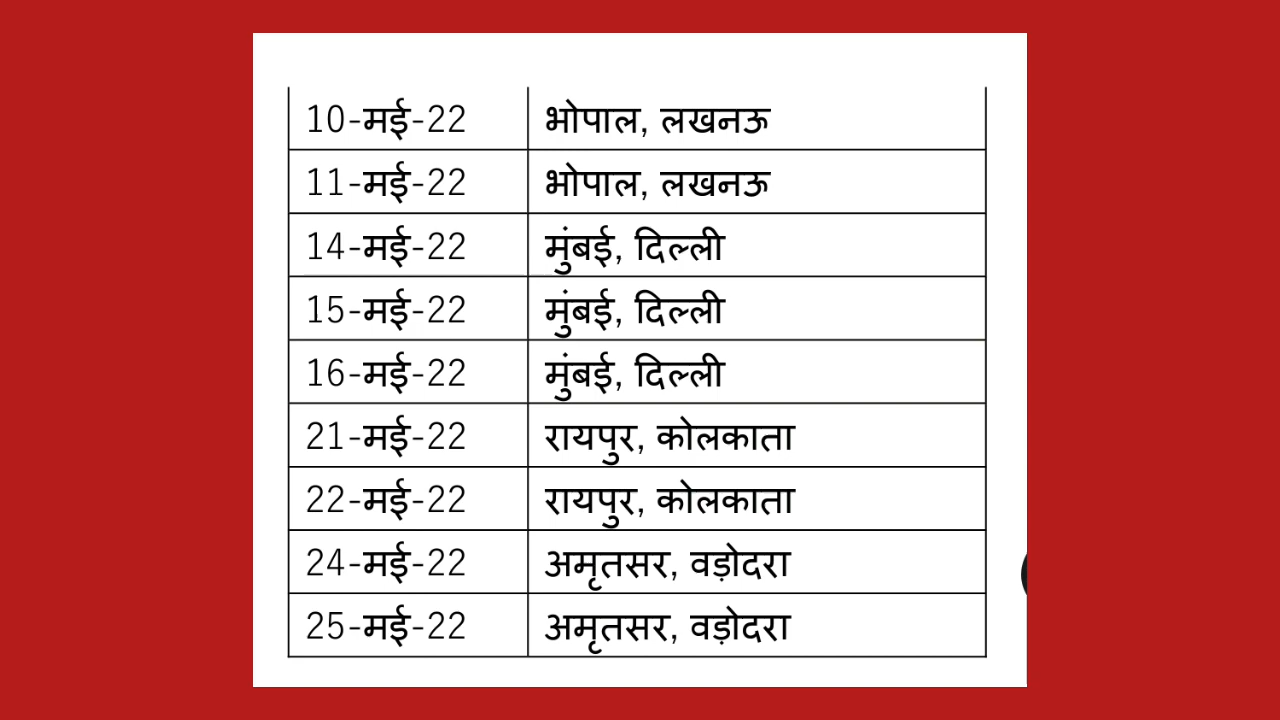 10-मई-22 भोपाल, लखनऊ
11-मई-22 भोपाल, लखनऊ
14-मई-22 मुंबई, दिल्ली
15-मई-22 मुंबई, दिल्ली
16-मई-22 मुंबई, दिल्ली
21-मई-22 रायपुर, कोलकाता
22-मई-22 रायपुर, कोलकाता
24-मई-22 अमृतसर, वड़ोदरा
25-मई-22 अमृतसर, वड़ोदरा